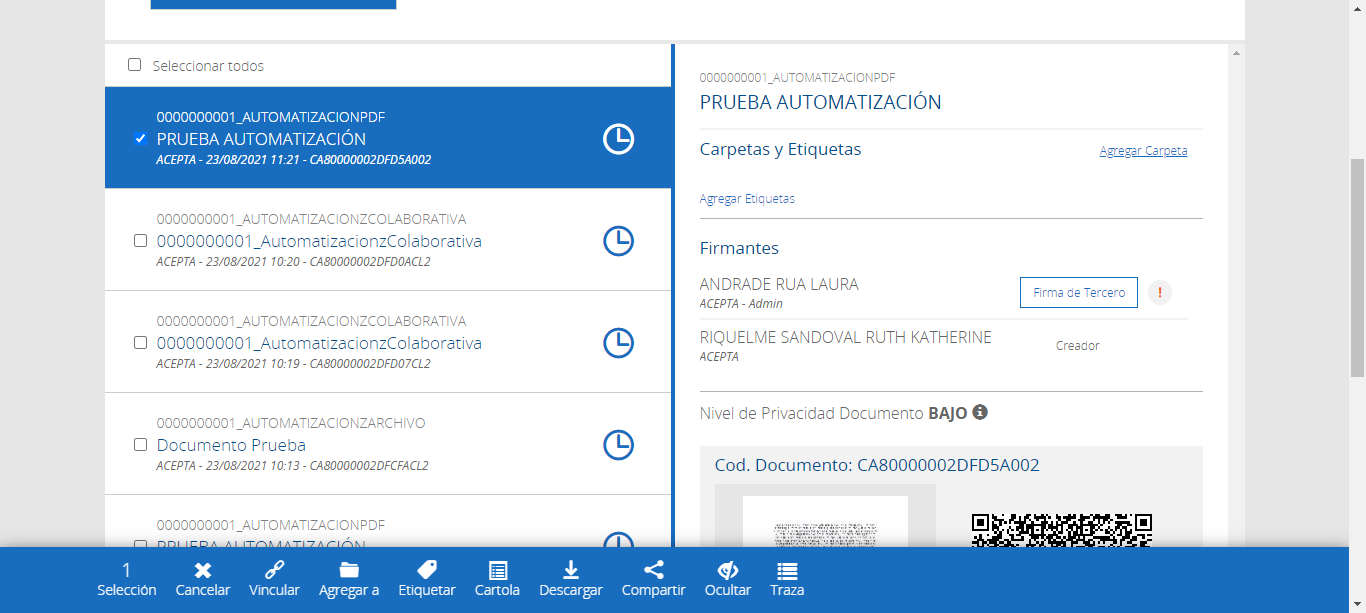 Seleccionar todos
0000000001_AUTOMATIZACIONPDF
PRUEBA AUTOMATIZACIÓN
ACEPTA - 23/08/2021 11:21 - CA80000002DFD5A002
0000000001_AUTOMATIZACIONZCOLABORATIVA
0000000001_AutomatizacionzColaborativa
ACEPTA - 23/08/2021 10:20 - CA80000002DFD0ACL2
0000000001_AUTOMATIZACIONZCOLABORATIVA
0000000001_AutomatizacionzColaborativa
ACEPTA - 23/08/2021 10:19 - CA80000002DFD07CL2
0000000001_AUTOMATIZACIONZARCHIVO
Documento Prueba
ACEPTA - 23/08/2021 10:13 - CA80000002DFCFACL2
0000000001_AUTOMATIZACIONPDF
PRUEBA AUTOMATIZACIÓN
0000000001_AUTOMATIZACIONPDF
PRUEBA AUTOMATIZACIÓN
Carpetas y Etiquetas
Agregar Carpeta
Agregar Etiquetas
Firmantes
ANDRADE RUA LAURA
ACEPTA - Admin
Firma de Tercero
!
RIQUELME SANDOVAL RUTH KATHERINE
ACEPTA
Creador
Nivel de Privacidad Documento BAJO
Cod. Documento: CA80000002DFD5A002
1
Selección
Cancelar
Vincular
Agregar a
Etiquetar
Cartola
Descargar
Compartir
Ocultar
Traza